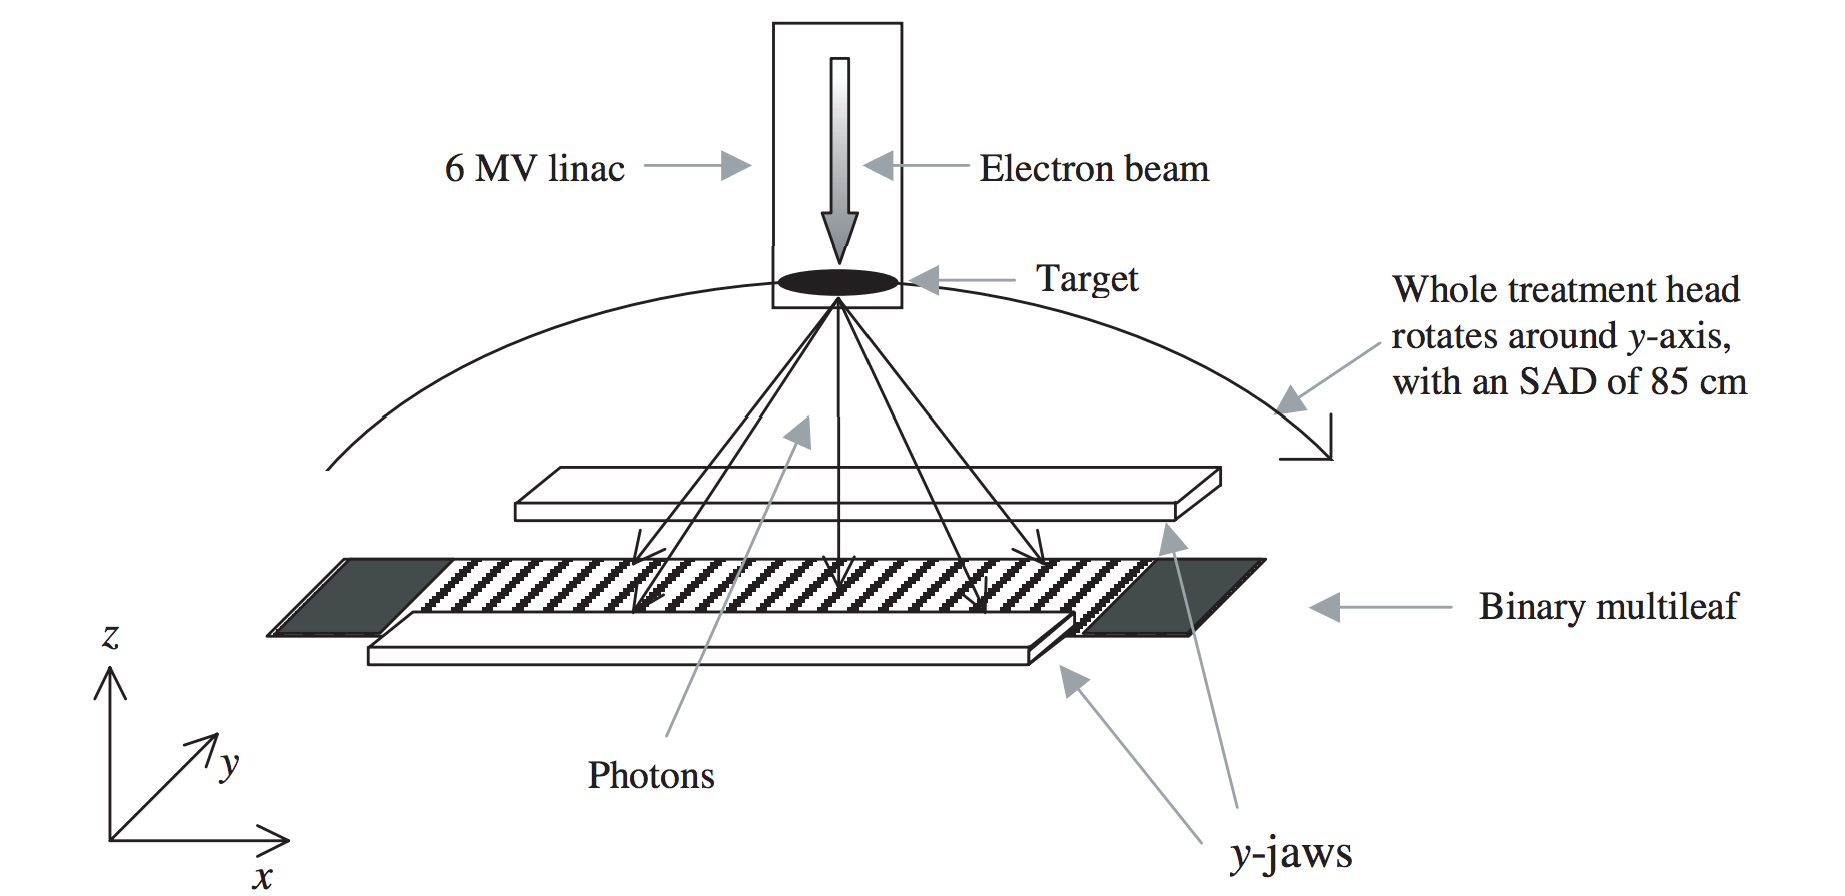 6 MV linac
Electron beam
Target
Whole treatment head
rotates around y-axis,
with an SAD of 85 cm
Binary multileaf
z
y
x
Photons
y-jaws